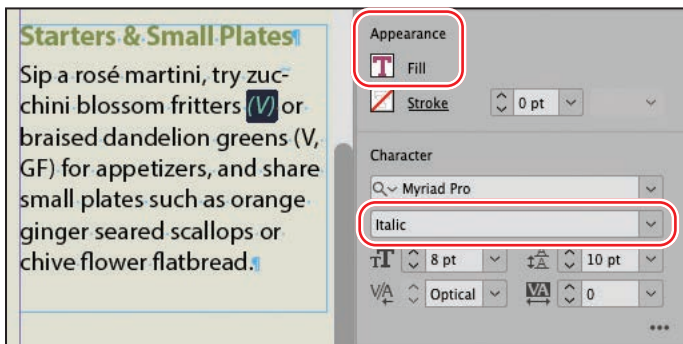 Starters & Small Plates¶
Sip a rosé martini, try zuc-
chini blossom fritters (V) or
braised dandelion greens (V,
GF) for appetizers, and share
small plates such as orange
ginger seared scallops or
chive flower flatbread.¶
Appearance
T Fill
Stroke 0 pt
Character
Myriad Pro
Italic
TT 8 pt A A 10 pt
V/A Optical VA 0